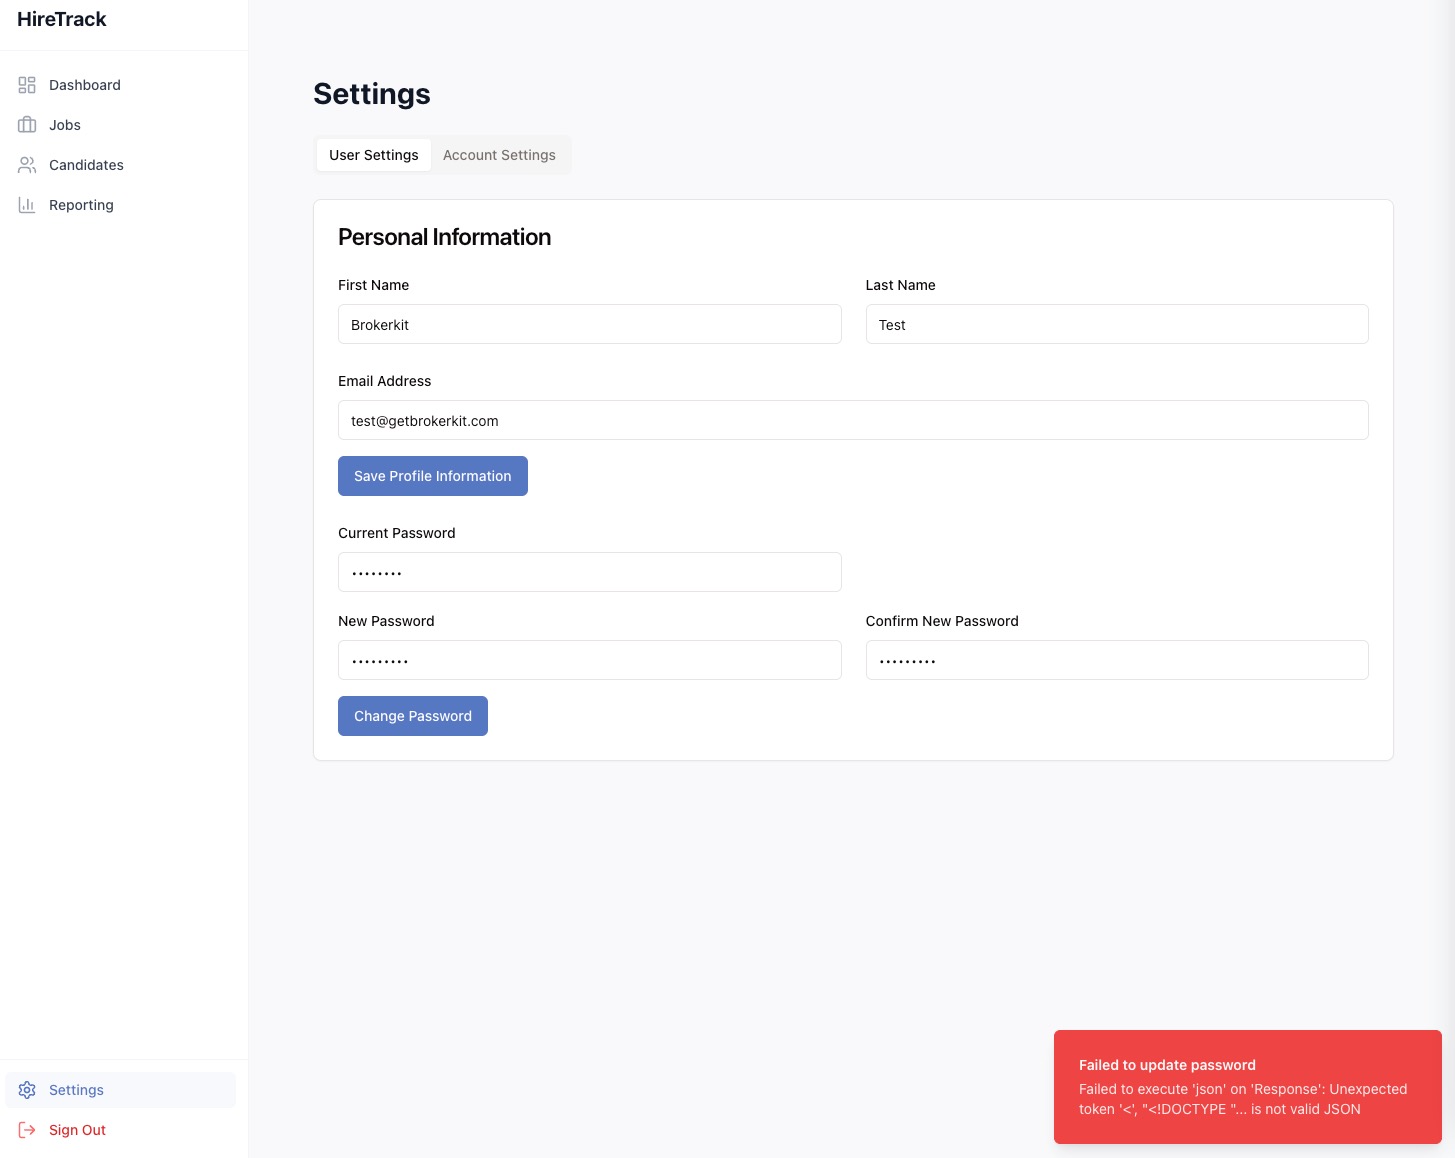 HireTrack
Dashboard
Jobs
Candidates
Reporting
Settings
User Settings
Account Settings
Personal Information
First Name
Last Name
Brokerkit
Test
Email Address
test@getbrokerkit.com
Save Profile Information
Current Password
••••••••
New Password
Confirm New Password
•••••••••
•••••••••
Change Password
Settings
Sign Out
Failed to update password
Failed to execute 'json' on 'Response': Unexpected
token '<', "<!DOCTYPE "... is not valid JSON